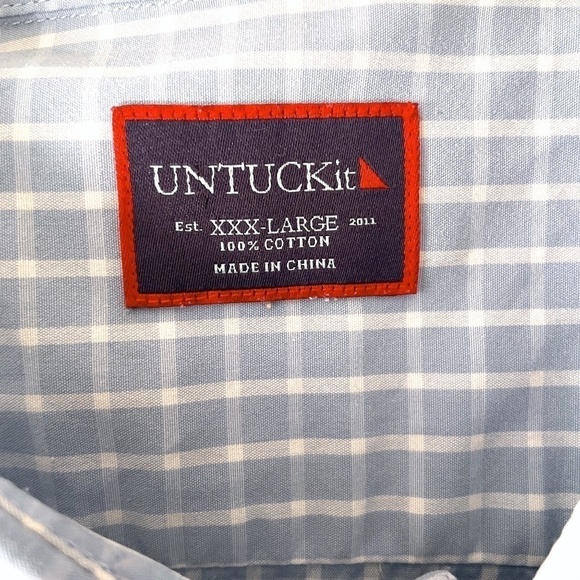 UNTUCKit
Est. XXX-LARGE 2011
100% COTTON
MADE IN CHINA